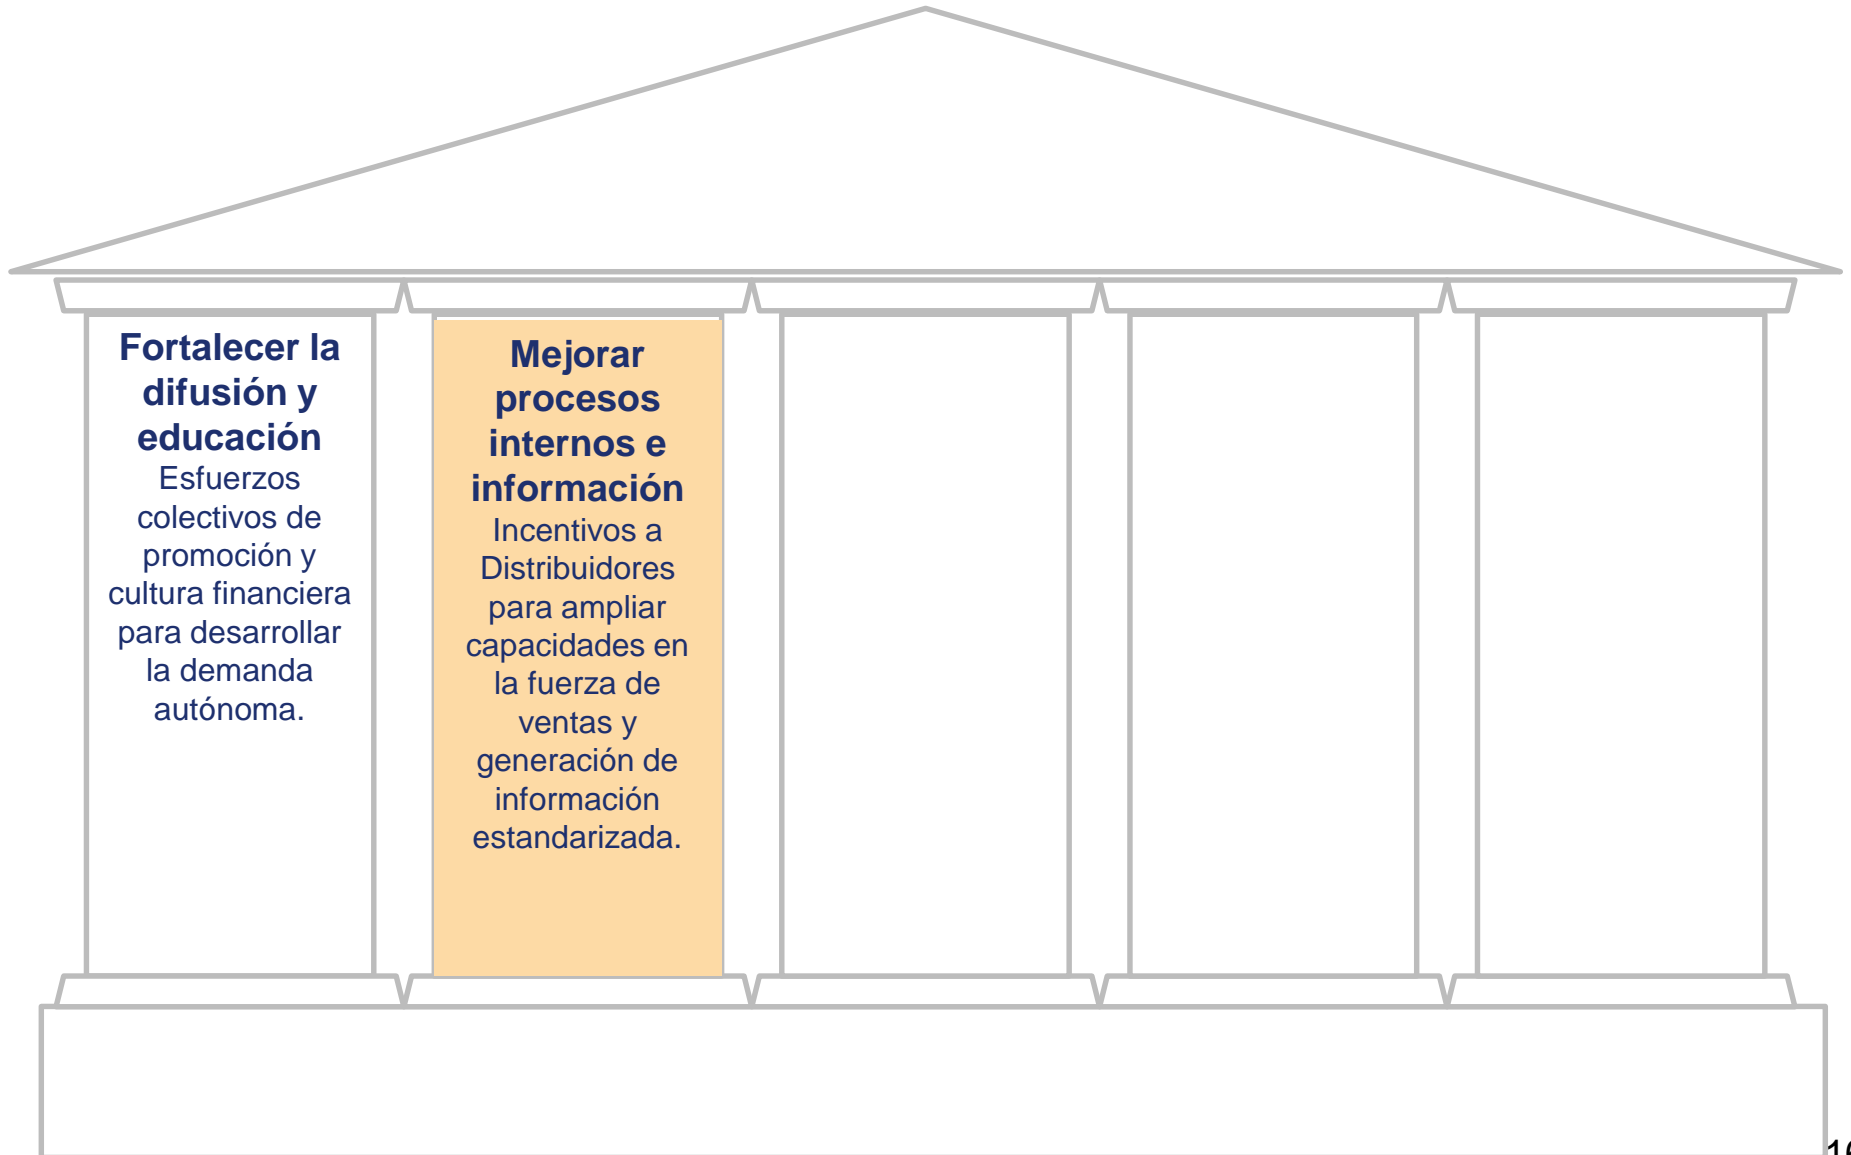 Fortalecer la
difusión y
educación
Esfuerzos
colectivos de
promoción y
cultura financiera
para desarrollar
la demanda
autónoma.
Mejorar
procesos
internos e
información
Incentivos a
Distribuidores
para ampliar
capacidades en
la fuerza de
ventas y
generación de
información
estandarizada.